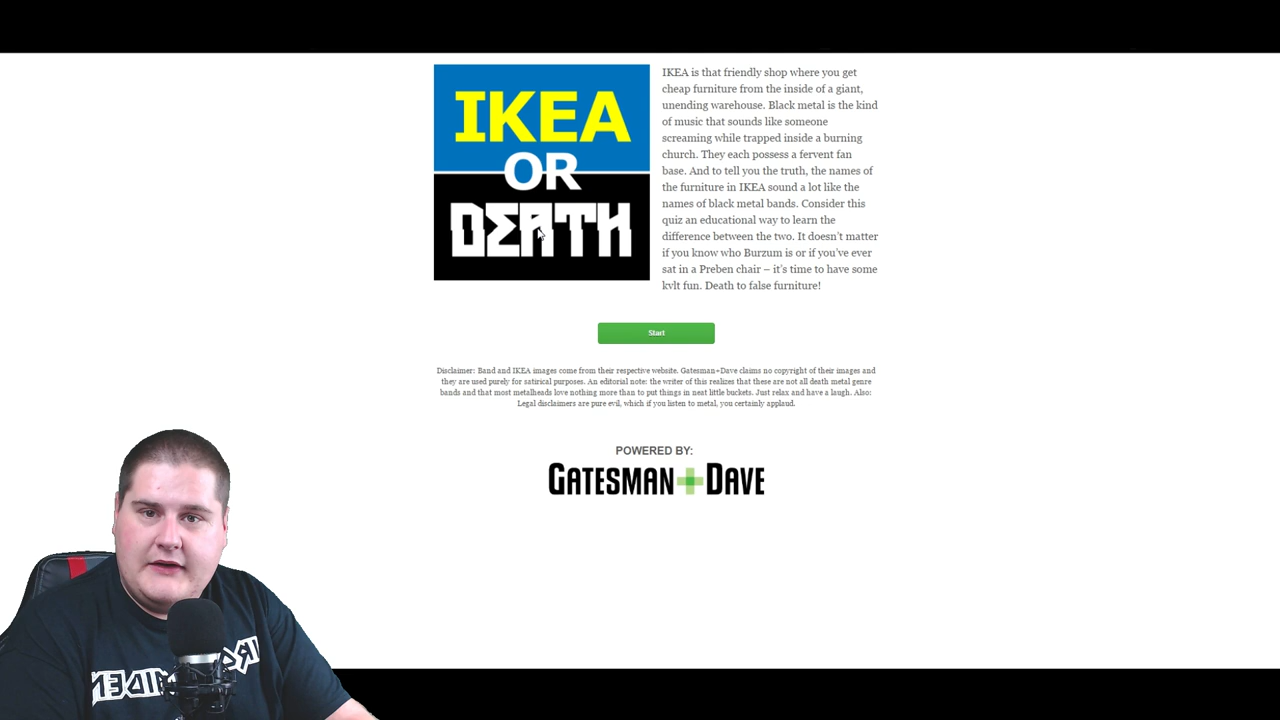 IKEA
OR
DEATH
IKEA is that friendly shop where you get
cheap furniture from the inside of a giant,
unending warehouse. Black metal is the kind
of music that sounds like someone
screaming while trapped inside a burning
church. They each possess a fervent fan
base. And to tell you the truth, the names of
the furniture in IKEA sound a lot like the
names of black metal bands. Consider this
quiz an educational way to learn the
difference between the two. It doesn't matter
if you know who Burzum is or if you've ever
sat in a Preben chair – it's time to have some
kvlt fun. Death to false furniture!
Start
Disclaimer: Band and IKEA images come from their respective website. Gatesman+Dave claims no copyright of their images and
they are used purely for satirical purposes. An editorial note: the writer of this realizes that these are not all death metal genre
bands and that most metalheads love nothing more than to put things in neat little buckets. Just relax and have a laugh. Also:
Legal disclaimers are pure evil, which if you listen to metal, you certainly applaud.
POWERED BY:
GATESMAN+DAVE